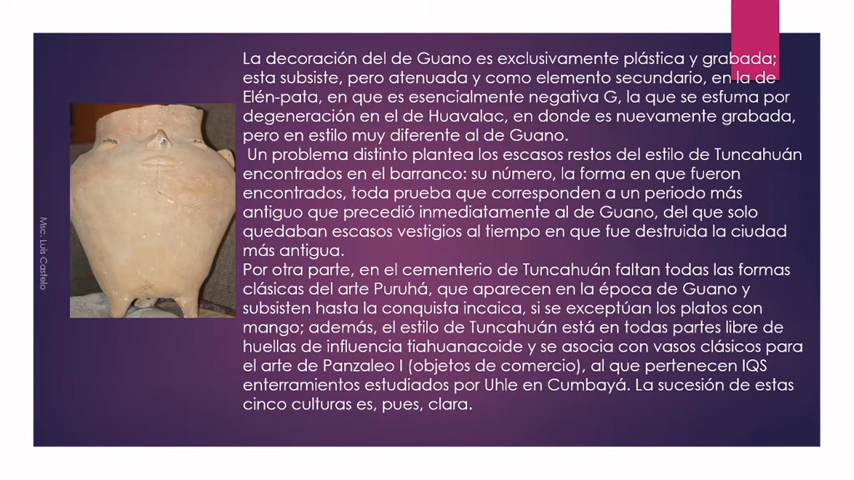 La decoración del de Guano es exclusivamente plástica y grabada;
esta subsiste, pero atenuada y como elemento secundario, en la de
Elén-pata, en que es esencialmente negativa G, la que se esfuma por
degeneración en el de Huavalac, en donde es nuevamente grabada,
pero en estilo muy diferente al de Guano.
Un problema distinto plantea los escasos restos del estilo de Tuncahuán
encontrados en el barranco: su número, la forma en que fueron
encontrados, toda prueba que corresponden a un periodo más
antiguo que precedió inmediatamente al de Guano, del que solo
quedaban escasos vestigios al tiempo en que fue destruida la ciudad
más antigua.
Por otra parte, en el cementerio de Tuncahuán faltan todas las formas
clásicas del arte Puruhá, que aparecen en la época de Guano y
subsisten hasta la conquista incaica, si se exceptúan los platos con
mango; además, el estilo de Tuncahuán está en todas partes libre de
huellas de influencia tiahuanacoide y se asocia con vasos clásicos para
el arte de Panzaleo I (objetos de comercio), al que pertenecen IQS
enterramientos estudiados por Uhle en Cumbayá. La sucesión de estas
cinco culturas es, pues, clara.
Msc. Luis Castelo